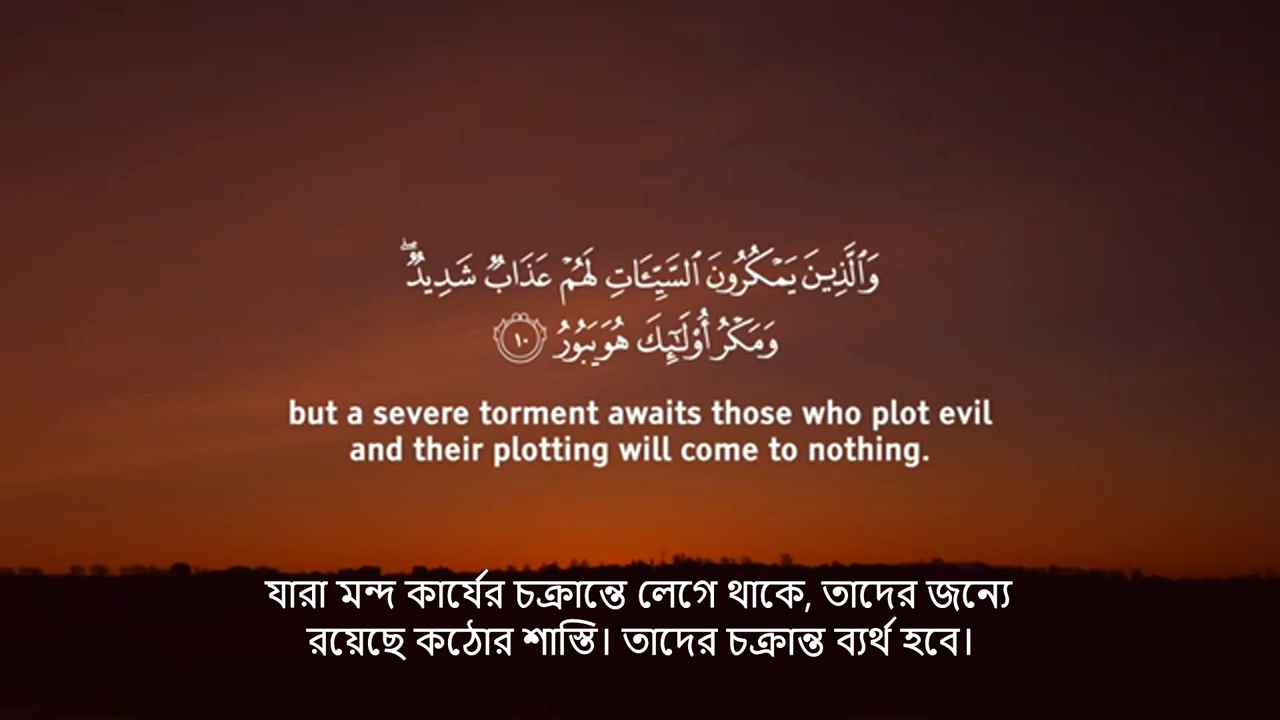 وَٱلَّذِينَ يَمْكُرُونَ ٱلسَّيِّـَٔاتِ لَهُمْ عَذَابٌ شَدِيدٌ ۖ
وَمَكْرُ أُو۟لَـٰٓئِكَ هُوَ يَبُورُ ١٠
but a severe torment awaits those who plot evil
and their plotting will come to nothing.
যারা মন্দ কার্যের চক্রান্তে লেগে থাকে, তাদের জন্যে
রয়েছে কঠোর শাস্তি। তাদের চক্রান্ত ব্যর্থ হবে।